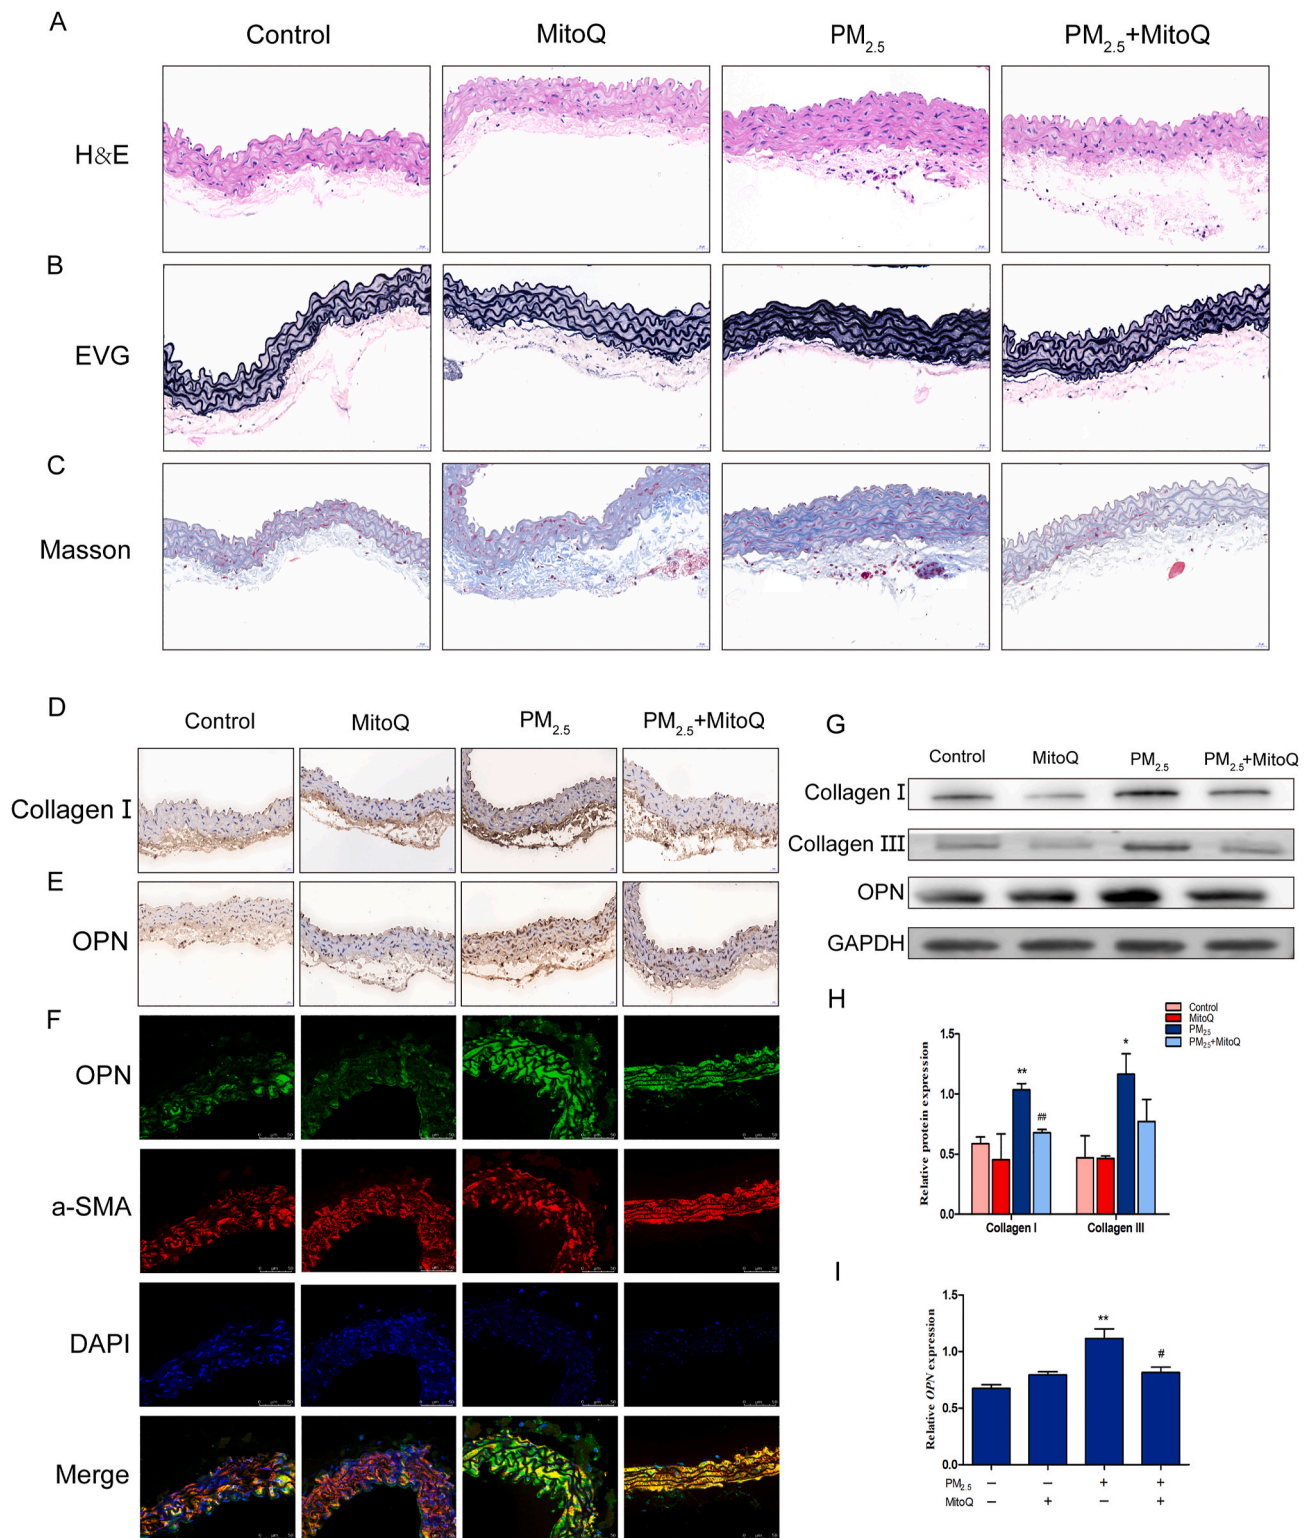 A
Control MitoQ PM2.5 PM2.5+MitoQ
H&E
B
EVG
C
Masson
D
Control MitoQ PM2.5 PM2.5+MitoQ
Collagen I
E
OPN
F
OPN
a-SMA
DAPI
Merge
G
Control MitoQ PM2.5 PM2.5+MitoQ
Collagen I
Collagen III
OPN
GAPDH
H
Control
MitoQ
PM2.5
PM2.5+MitoQ
Relative protein expression
1.5
1.0
0.5
0.0
** ## *
Collagen I Collagen III
I
Relative OPN expression
1.5
1.0
0.5
0.0
** #
PM2.5 – – + +
MitoQ – + – +